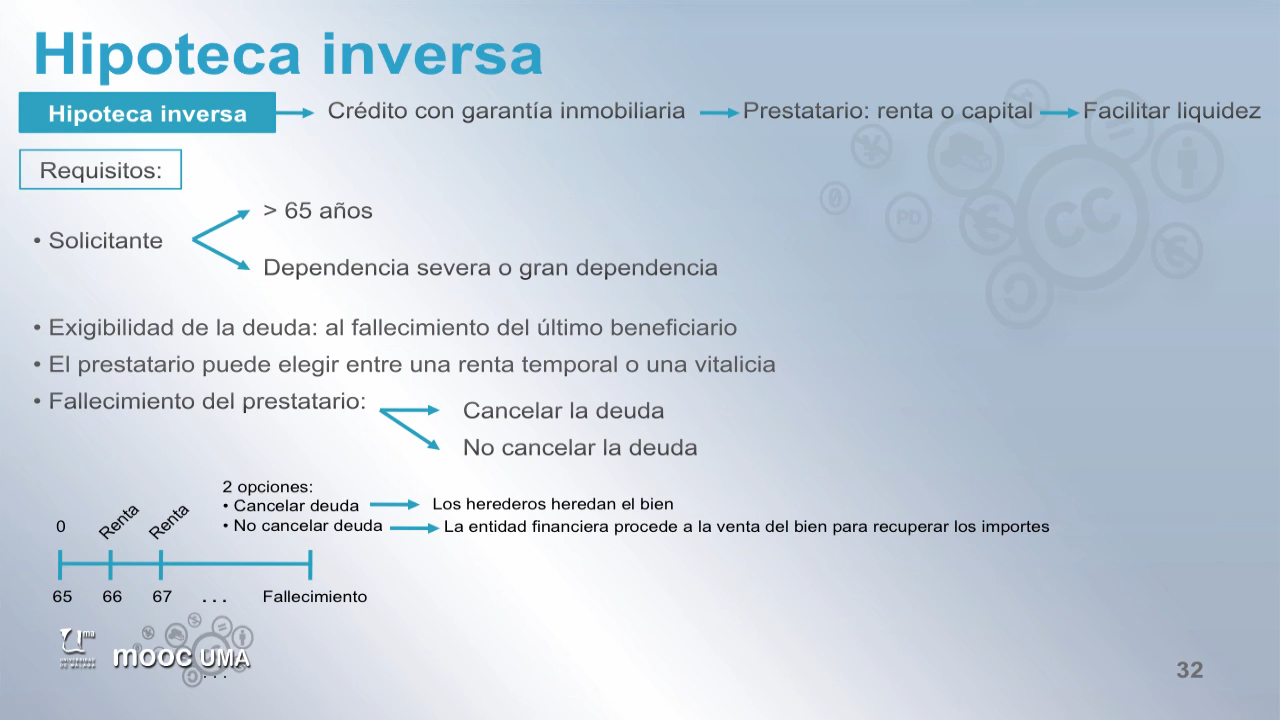 Hipoteca inversa
Hipoteca inversa Crédito con garantía inmobiliaria Prestatario: renta o capital Facilitar liquidez
Requisitos:
> 65 años
• Solicitante
Dependencia severa o gran dependencia
• Exigibilidad de la deuda: al fallecimiento del último beneficiario
• El prestatario puede elegir entre una renta temporal o una vitalicia
• Fallecimiento del prestatario:
Cancelar la deuda
No cancelar la deuda
2 opciones:
• Cancelar deuda Los herederos heredan el bien
• No cancelar deuda La entidad financiera procede a la venta del bien para recuperar los importes
0 Renta Renta
65 66 67 . . . Fallecimiento
uma
mooc UMA
. . .
32
CC
PD